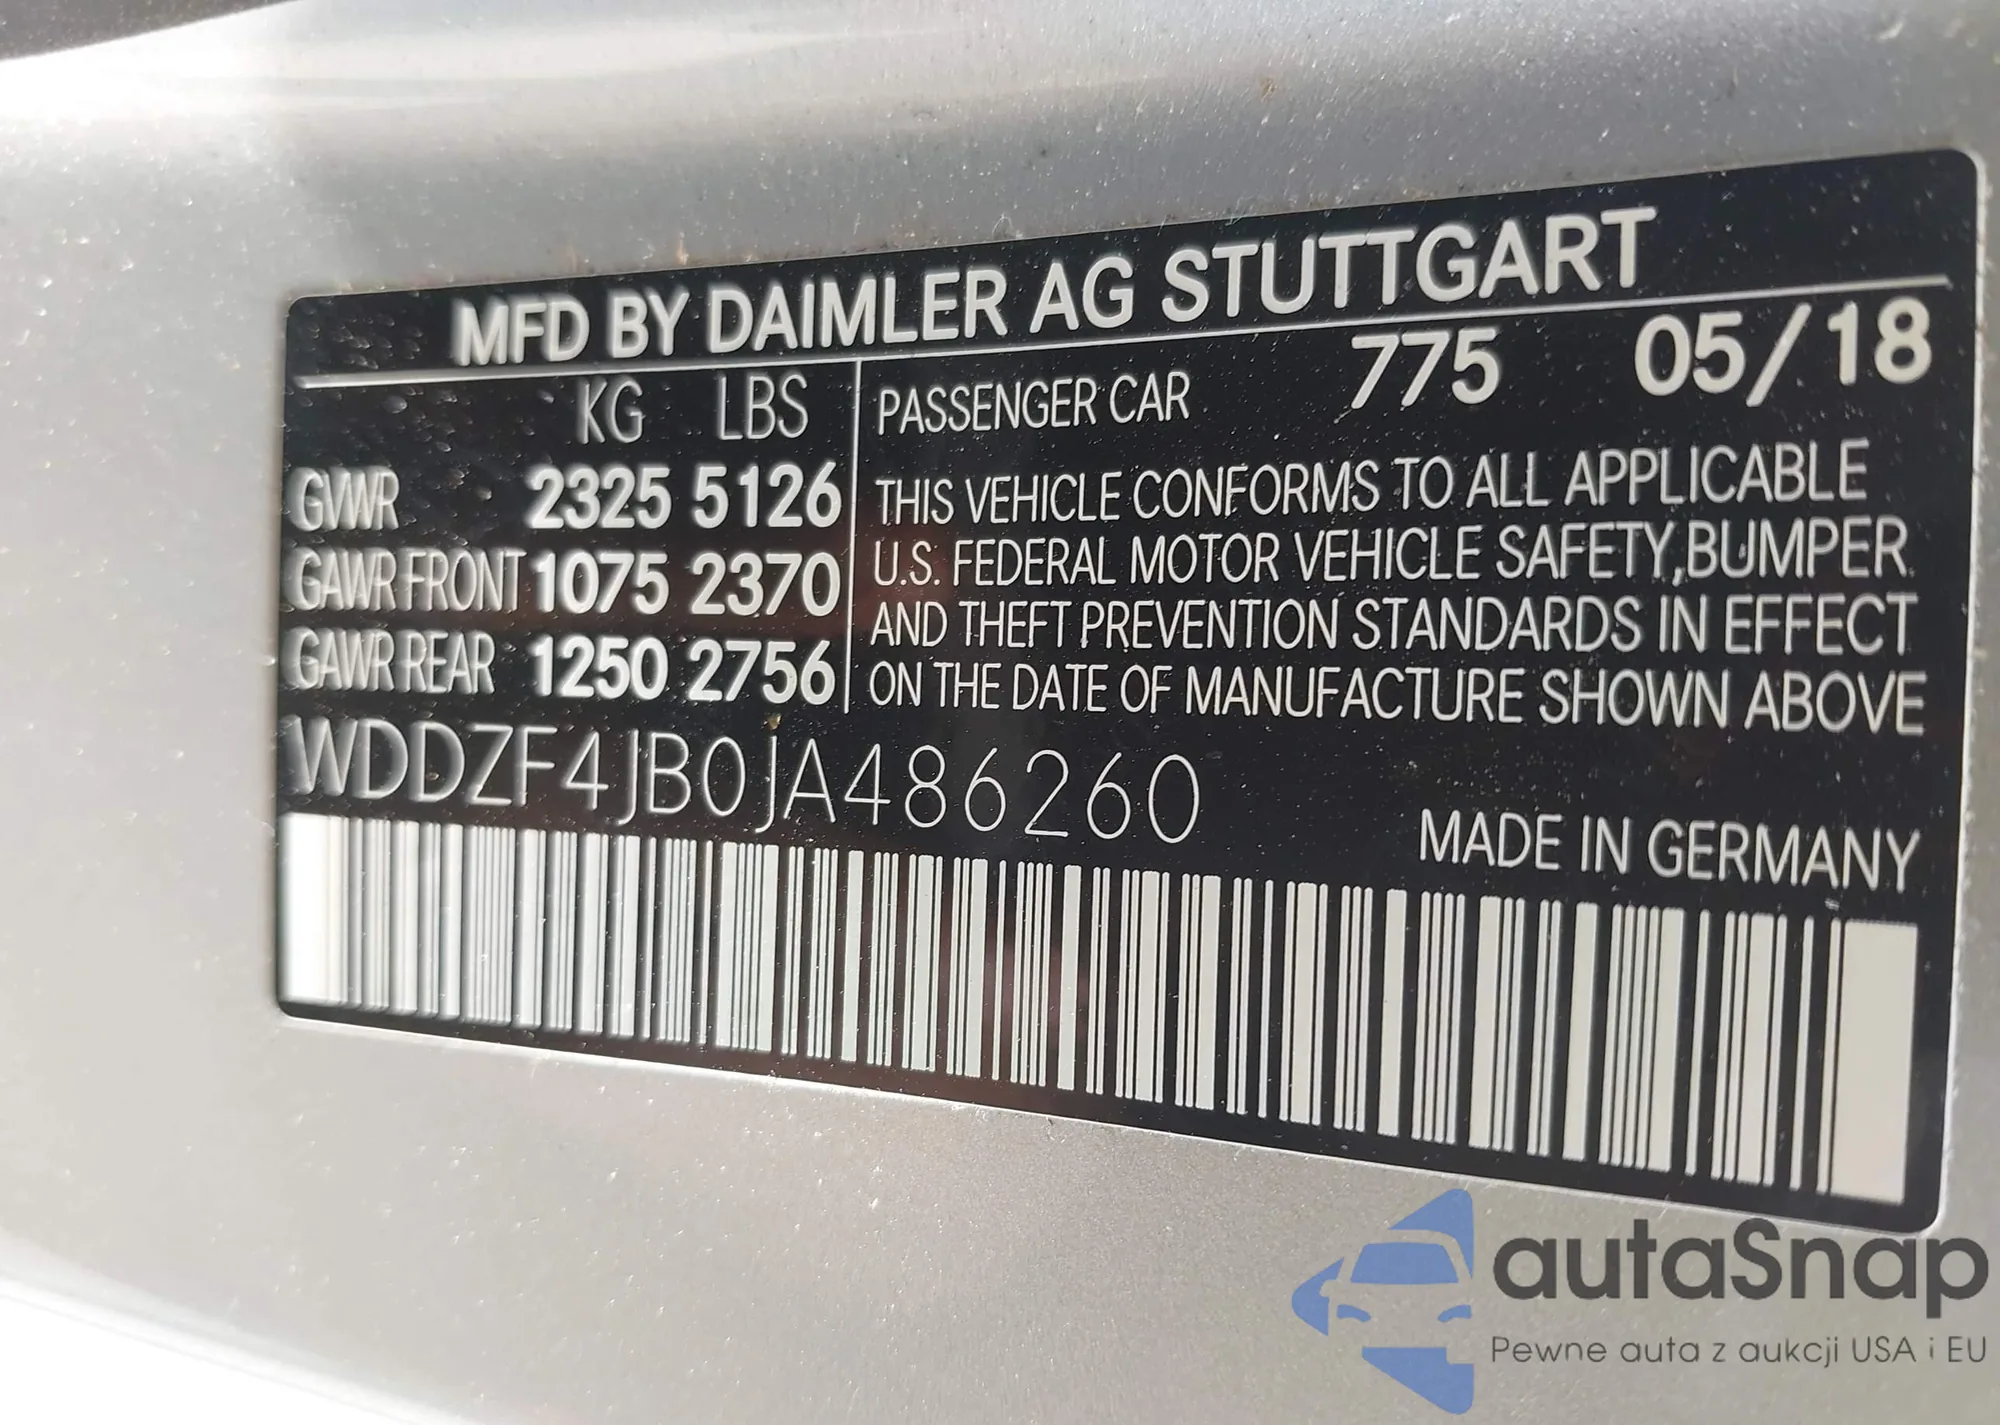 MFD BY DAIMLER AG STUTTGART
KG LBS
GVWR 2325 5126
GAWR FRONT 1075 2370
GAWR REAR 1250 2756
PASSENGER CAR 775 05/18
THIS VEHICLE CONFORMS TO ALL APPLICABLE
U.S. FEDERAL MOTOR VEHICLE SAFETY,BUMPER
AND THEFT PREVENTION STANDARDS IN EFFECT
ON THE DATE OF MANUFACTURE SHOWN ABOVE
WDDZF4JB0JA486260
MADE IN GERMANY
autaSnap
Pewne auta z aukcji USA i EU